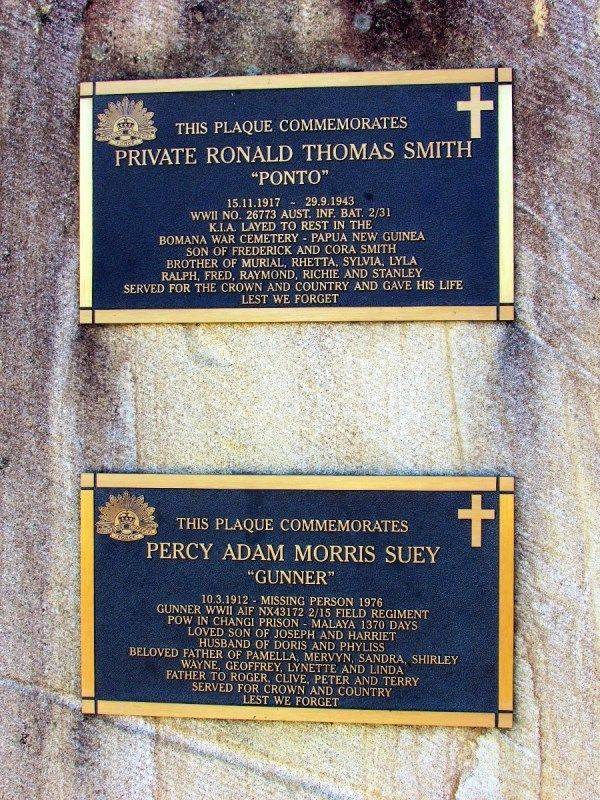 THIS PLAQUE COMMEMORATES
PRIVATE RONALD THOMAS SMITH
"PONTO"
15.11.1917 ~ 29.9.1943
WWII NO. 26773 AUST. INF. BAT. 2/31
K.I.A. LAYED TO REST IN THE
BOMANA WAR CEMETERY - PAPUA NEW GUINEA
SON OF FREDERICK AND CORA SMITH
BROTHER OF MURIAL, RHETTA, SYLVIA, LYLA
RALPH, FRED, RAYMOND, RICHIE AND STANLEY
SERVED FOR THE CROWN AND COUNTRY AND GAVE HIS LIFE
LEST WE FORGET
THIS PLAQUE COMMEMORATES
PERCY ADAM MORRIS SUEY
"GUNNER"
10.3.1912 - MISSING PERSON 1976
GUNNER WWII AIF NX43172 2/15 FIELD REGIMENT
POW IN CHANGI PRISON - MALAYA 1370 DAYS
LOVED SON OF JOSEPH AND HARRIET
HUSBAND OF DORIS AND PHYLISS
BELOVED FATHER OF PAMELLA, MERVYN, SANDRA, SHIRLEY
WAYNE, GEOFFREY, LYNETTE AND LINDA
FATHER TO ROGER, CLIVE, PETER AND TERRY
SERVED FOR CROWN AND COUNTRY
LEST WE FORGET